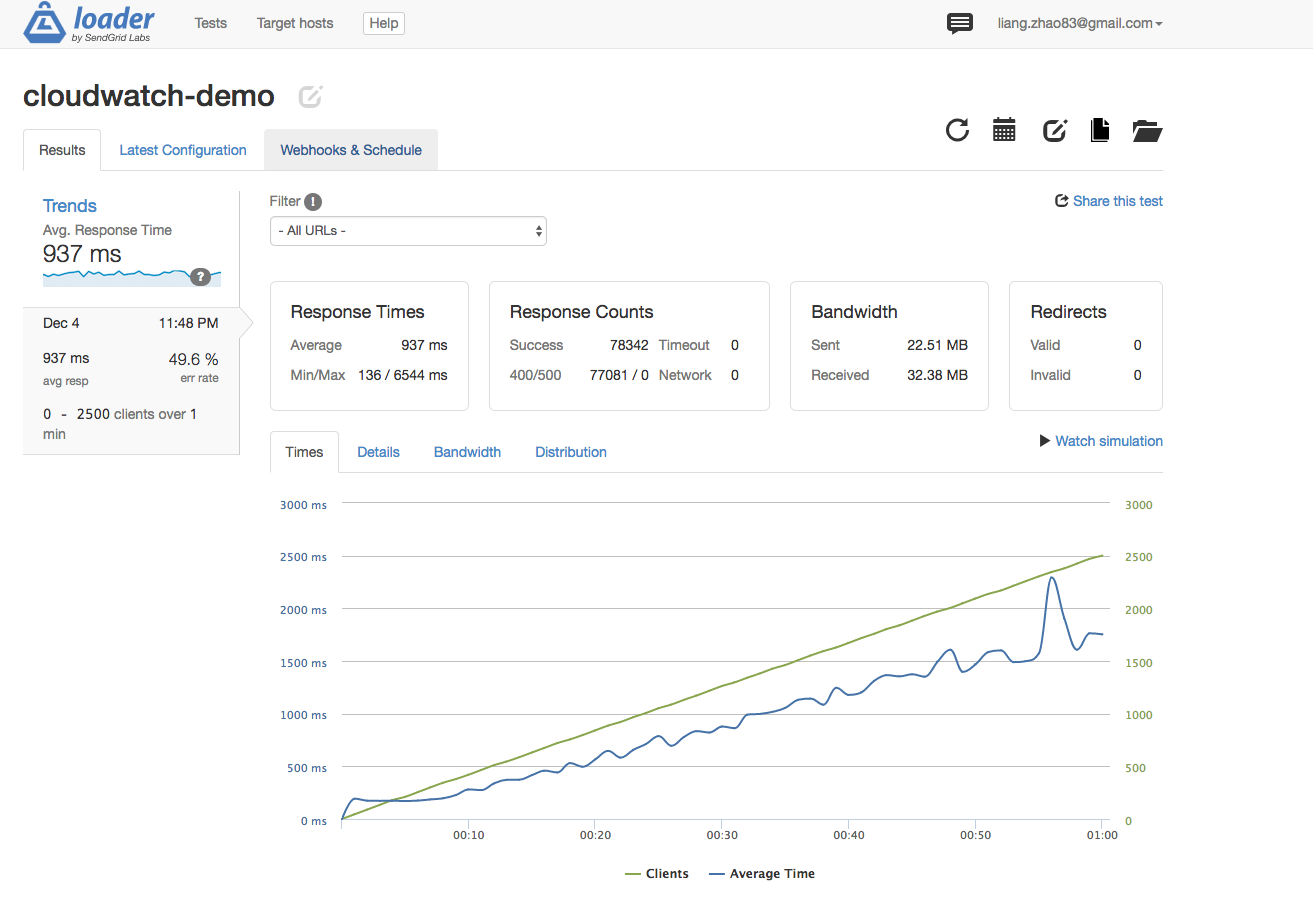 loader
by SendGrid Labs
Tests Target hosts Help
liang.zhao83@gmail.com
cloudwatch-demo
Results Latest Configuration Webhooks & Schedule
Trends
Avg. Response Time
937 ms
?
Dec 4 11:48 PM
937 ms 49.6 %
avg resp err rate
0 - 2500 clients over 1
min
Filter !
- All URLs -
Share this test
Response Times
Average 937 ms
Min/Max 136 / 6544 ms
Response Counts
Success 78342 Timeout 0
400/500 77081 / 0 Network 0
Bandwidth
Sent 22.51 MB
Received 32.38 MB
Redirects
Valid 0
Invalid 0
Times Details Bandwidth Distribution
Watch simulation
3000 ms 3000
2500 ms 2500
2000 ms 2000
1500 ms 1500
1000 ms 1000
500 ms 500
0 ms 0
00:10 00:20 00:30 00:40 00:50 01:00
Clients Average Time